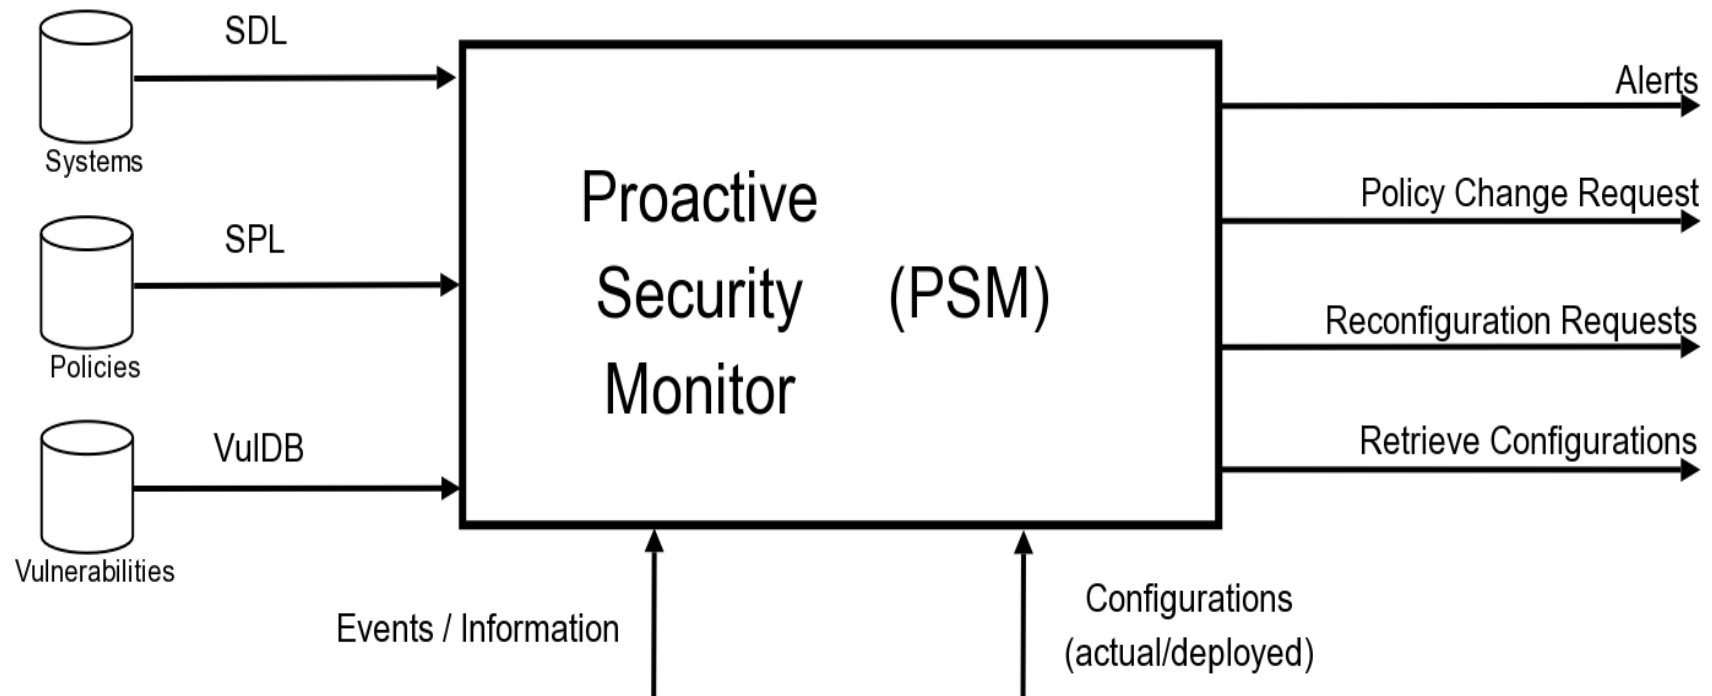 SDL
Systems
SPL
Policies
VulDB
Vulnerabilities
Proactive
Security (PSM)
Monitor
Alerts
Policy Change Request
Reconfiguration Requests
Retrieve Configurations
Events / Information
Configurations
(actual/deployed)